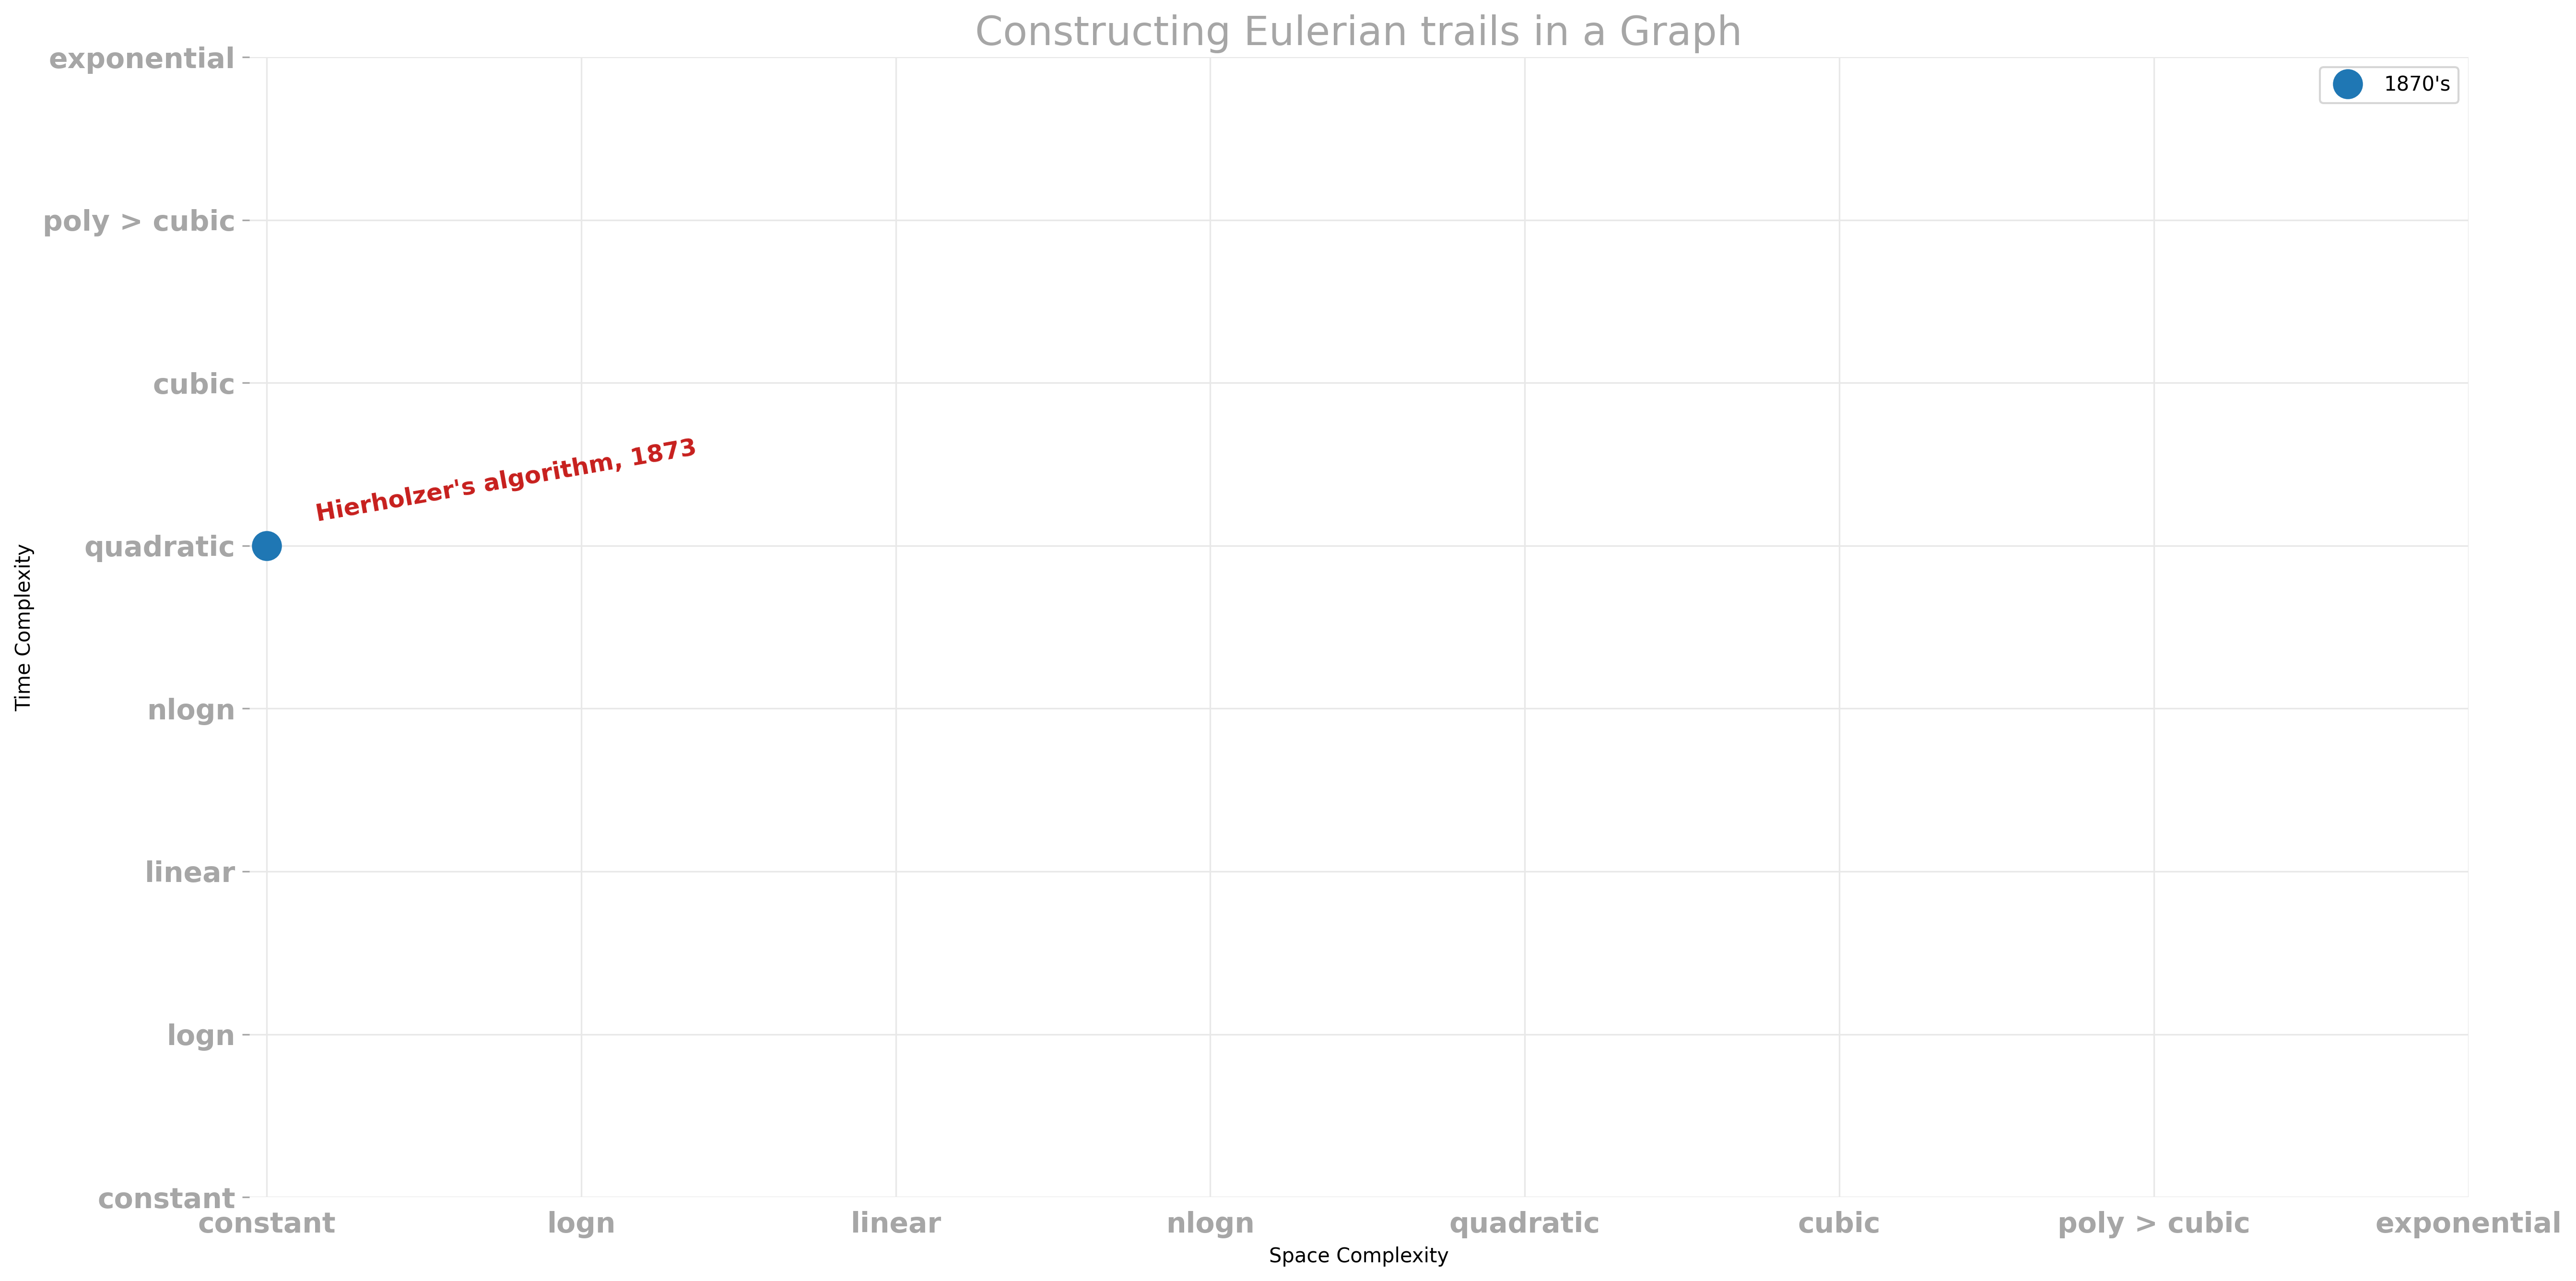 Constructing Eulerian trails in a Graph
1870's
exponential
poly > cubic
cubic
quadratic
nlogn
linear
logn
constant
Time Complexity
Hierholzer's algorithm, 1873
constant
logn
linear
nlogn
quadratic
cubic
poly > cubic
exponential
Space Complexity